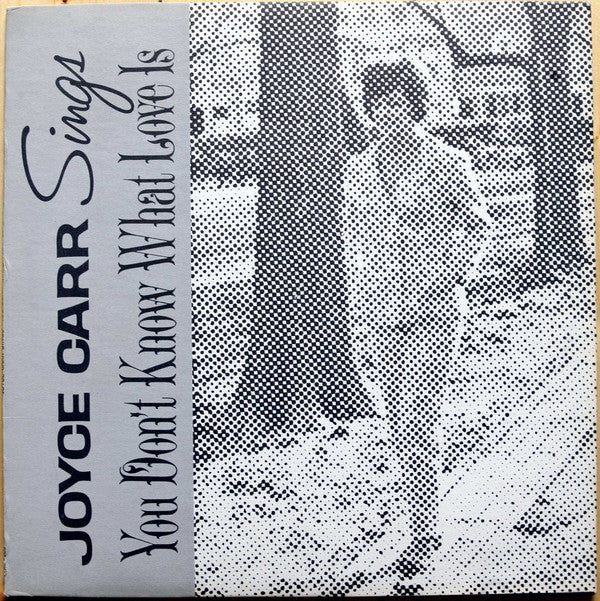 JOYCE CARR Sings
You Don't Know What Love Is